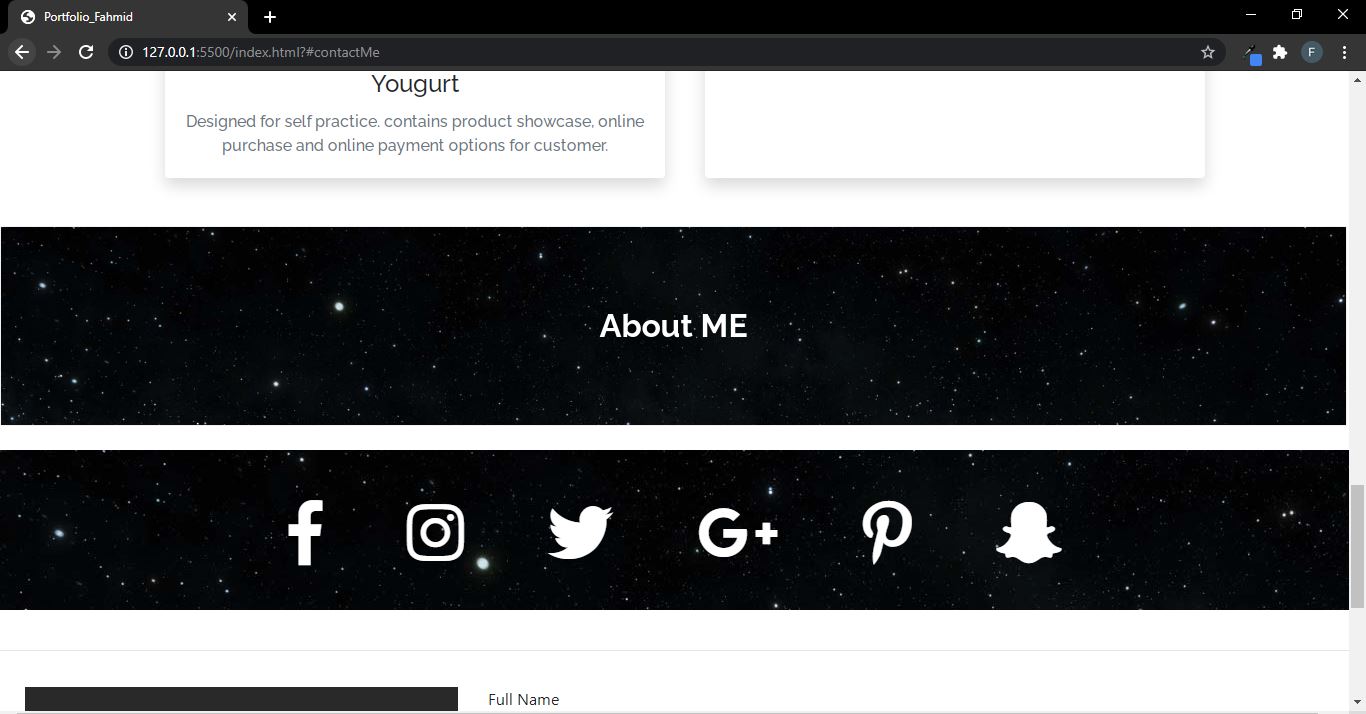 Portfolio_Fahmid
127.0.0.1:5500/index.html?#contactMe
F
Yougurt
Designed for self practice. contains product showcase, online
purchase and online payment options for customer.
About ME
G+
Full Name